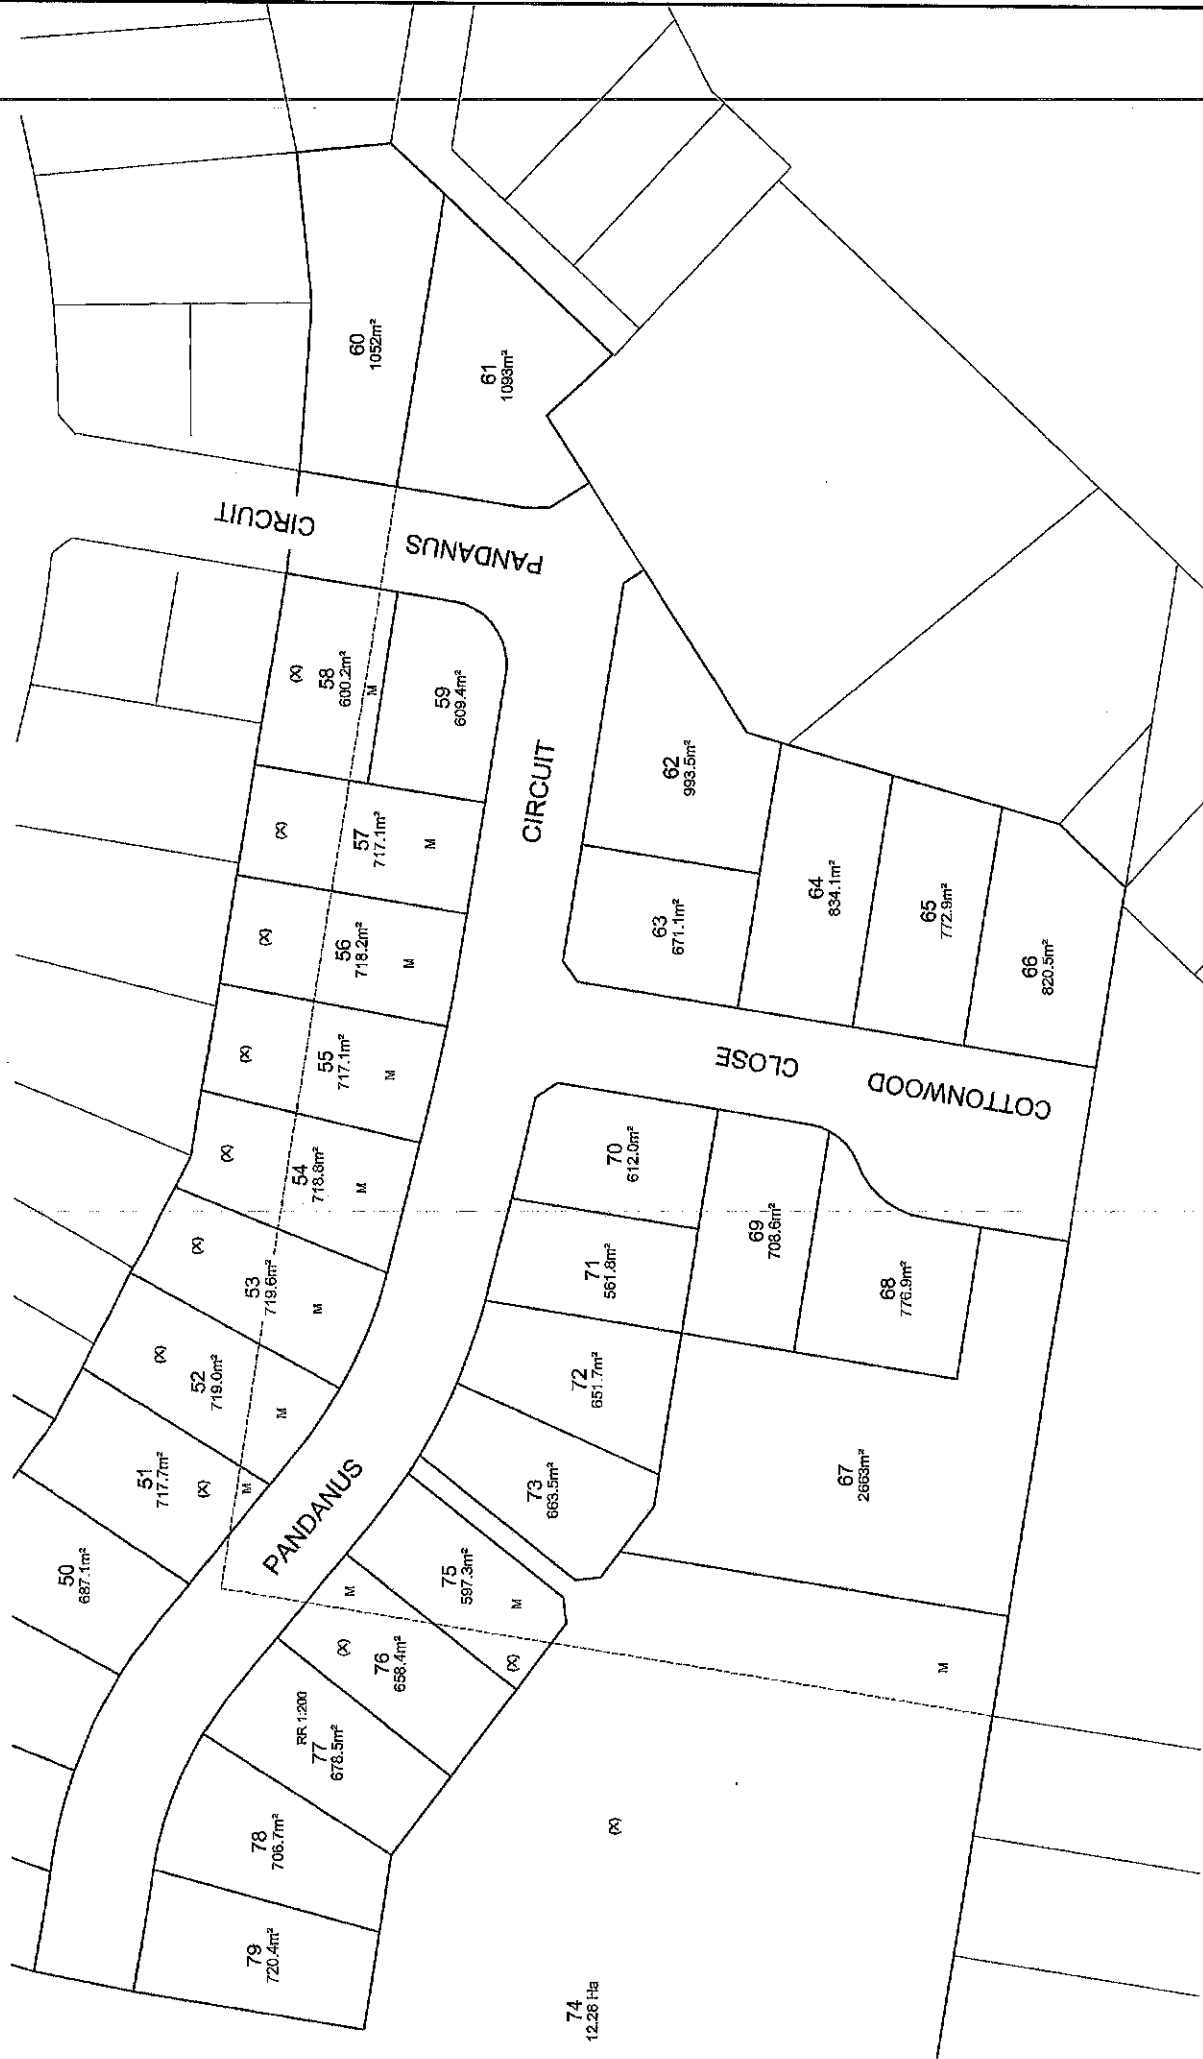 60
1052m²
61
1093m²
PANDANUS
CIRCUIT
(X)
58
600.2m²
M
59
609.4m²
CIRCUIT
(X)
57
717.1m²
M
(X)
56
718.2m²
M
(X)
55
717.1m²
M
(X)
54
718.8m²
M
(X)
53
719.6m²
M
(X)
52
719.0m²
M
51
717.7m²
(X)
M
50
687.1m²
PANDANUS
62
993.5m²
63
671.1m²
64
834.1m²
65
772.9m²
66
820.5m²
COTTONWOOD
CLOSE
70
612.0m²
69
708.6m²
68
776.9m²
71
561.8m²
72
651.7m²
73
663.5m²
67
2663m²
M
75
597.3m²
M
(X)
M
(X)
76
658.4m²
RR 1:200
77
678.5m²
78
706.7m²
79
720.4m²
(X)
74
12.28 Ha